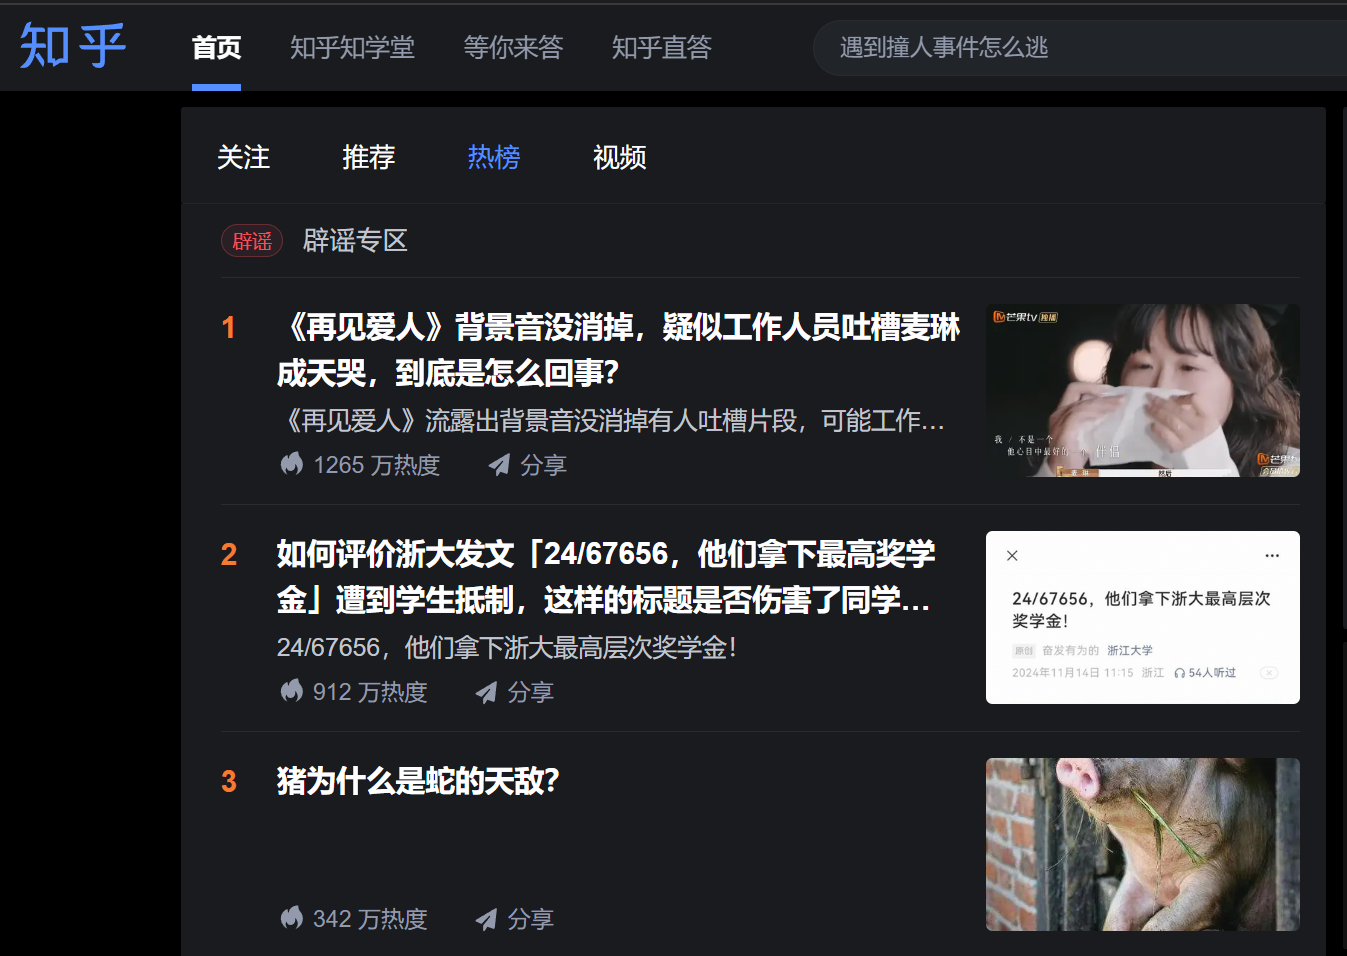 知乎
首页 知乎知学堂 等你来答 知乎直答 遇到撞人事件怎么逃
关注 推荐 热榜 视频
辟谣 辟谣专区
1
《再见爱人》背景音没消掉，疑似工作人员吐槽麦琳
成天哭，到底是怎么回事？
《再见爱人》流露出背景音没消掉有人吐槽片段，可能工作...
1265 万热度 分享
芒果tv 独播
我 / 不是一个
他心目中最好的一个 伴侣
麦 琳 然后
芒果tv
2
如何评价浙大发文「24/67656，他们拿下最高奖学
金」遭到学生抵制，这样的标题是否伤害了同学...
24/67656，他们拿下浙大最高层次奖学金！
912 万热度 分享
24/67656，他们拿下浙大最高层次
奖学金！
原创 奋发有为的 浙江大学
2024年11月14日 11:15 浙江 54人听过
3
猪为什么是蛇的天敌？
342 万热度 分享